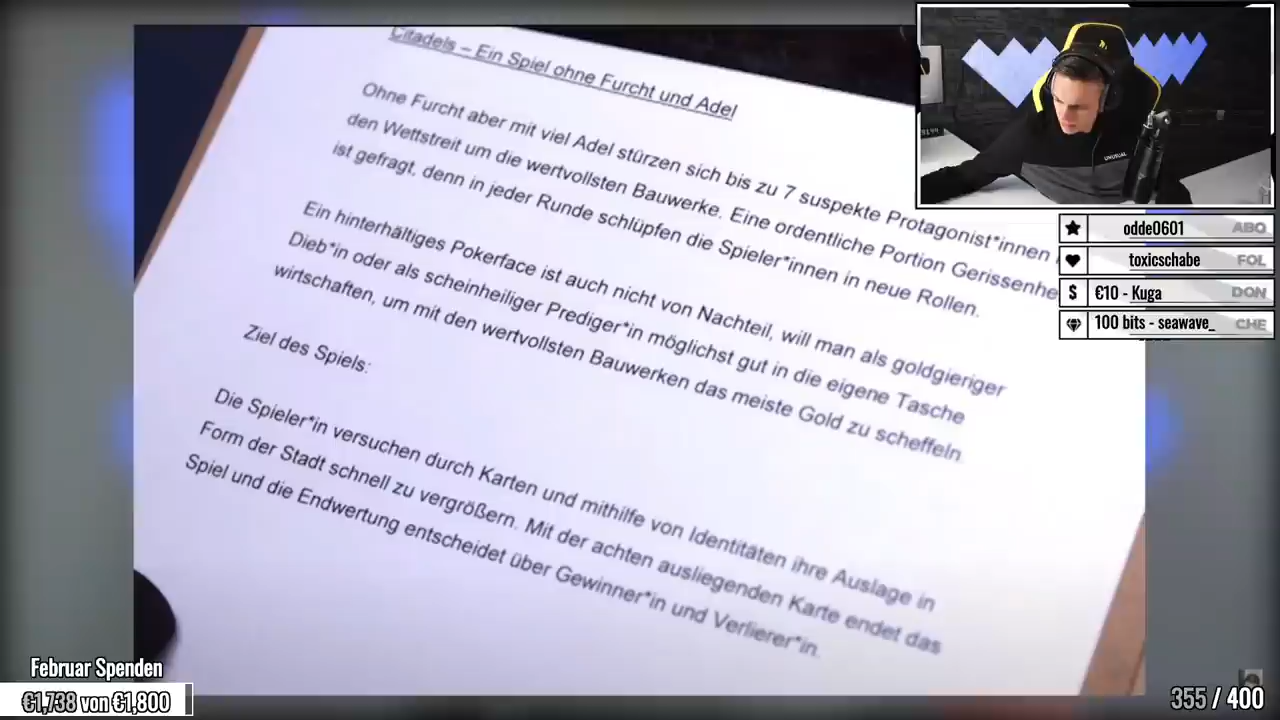 Citadels – Ein Spiel ohne Furcht und Adel
Ohne Furcht aber mit viel Adel stürzen sich bis zu 7 suspekte Protagonist*innen
den Wettstreit um die wertvollsten Bauwerke. Eine ordentliche Portion Gerissenhe
ist gefragt, denn in jeder Runde schlüpfen die Spieler*innen in neue Rollen.
Ein hinterhältiges Pokerface ist auch nicht von Nachteil, will man als goldgieriger
Dieb*in oder als scheinheiliger Prediger*in möglichst gut in die eigene Tasche
wirtschaften, um mit den wertvollsten Bauwerken das meiste Gold zu scheffeln.
Ziel des Spiels:
Die Spieler*in versuchen durch Karten und mithilfe von Identitäten ihre Auslage in
Form der Stadt schnell zu vergrößern. Mit der achten ausliegenden Karte endet das
Spiel und die Endwertung entscheidet über Gewinner*in und Verlierer*in.
UNUSUAL
odde0601 ABO
toxicschabe FOL
$ €10 - Kuga DON
100 bits - seawave_ CHE
Februar Spenden
€1,738 von €1,800
355 / 400